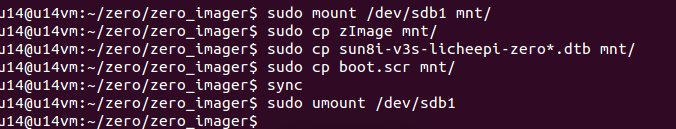 u14@u14vm:~/zero/zero_imager$ sudo mount /dev/sdb1 mnt/
u14@u14vm:~/zero/zero_imager$ sudo cp zImage mnt/
u14@u14vm:~/zero/zero_imager$ sudo cp sun8i-v3s-licheepi-zero*.dtb mnt/
u14@u14vm:~/zero/zero_imager$ sudo cp boot.scr mnt/
u14@u14vm:~/zero/zero_imager$ sync
u14@u14vm:~/zero/zero_imager$ sudo umount /dev/sdb1
u14@u14vm:~/zero/zero_imager$